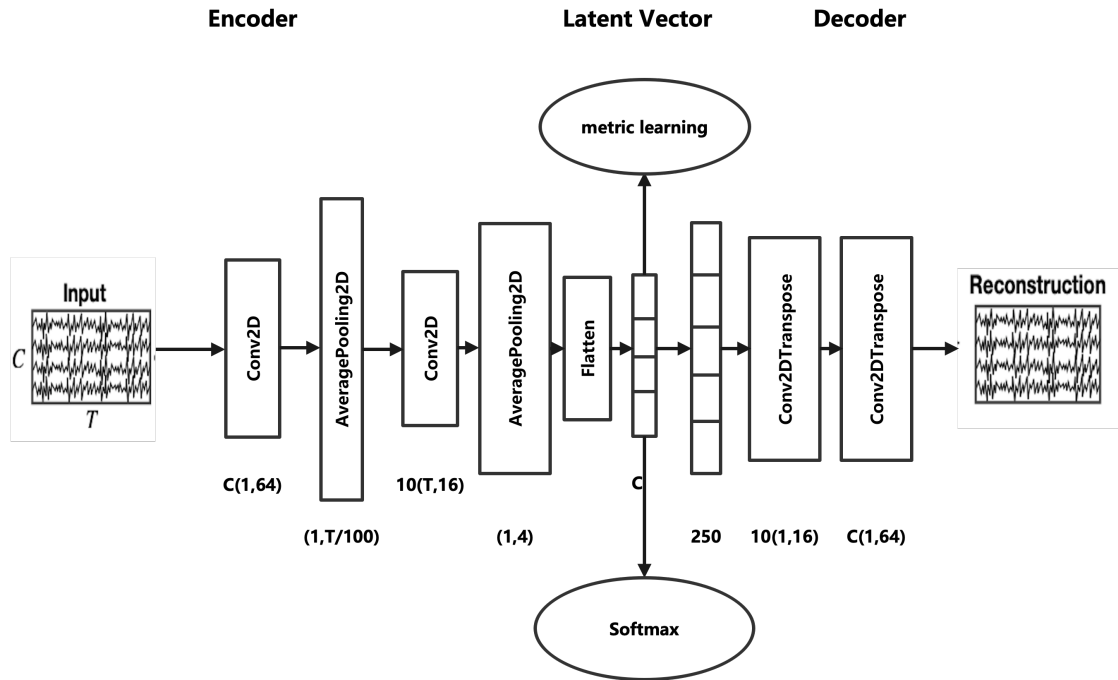 Encoder
Latent Vector
Decoder
metric learning
Input
C
T
Conv2D
AveragePooling2D
Conv2D
AveragePooling2D
Flatten
Conv2DTranspose
Conv2DTranspose
Reconstruction
C(1,64)
10(T,16)
C
(1,T/100)
(1,4)
250
10(1,16)
C(1,64)
Softmax